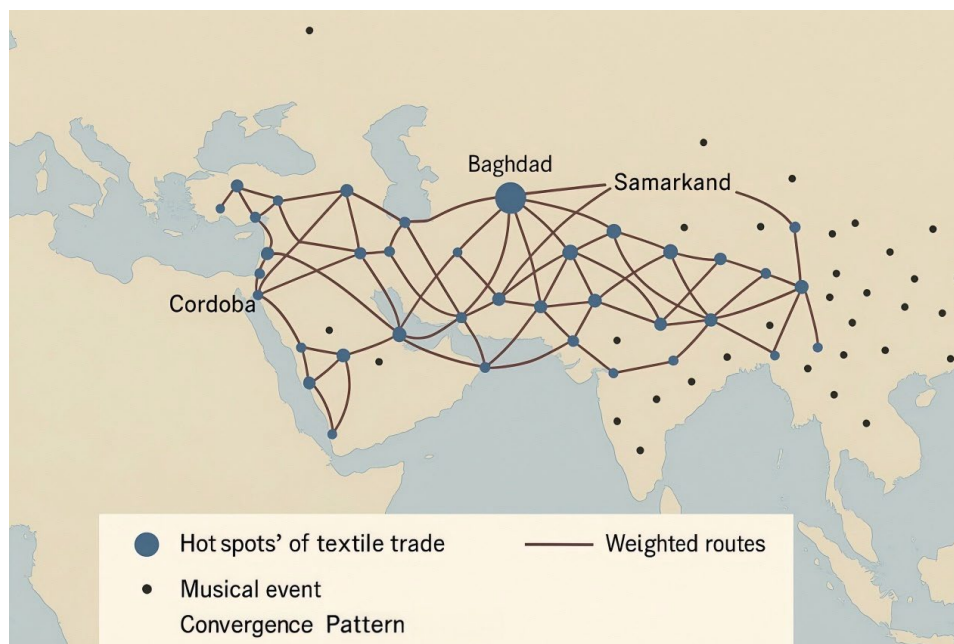 Baghdad
Samarkand
Cordoba
Hot spots' of textile trade
Weighted routes
Musical event
Convergence Pattern